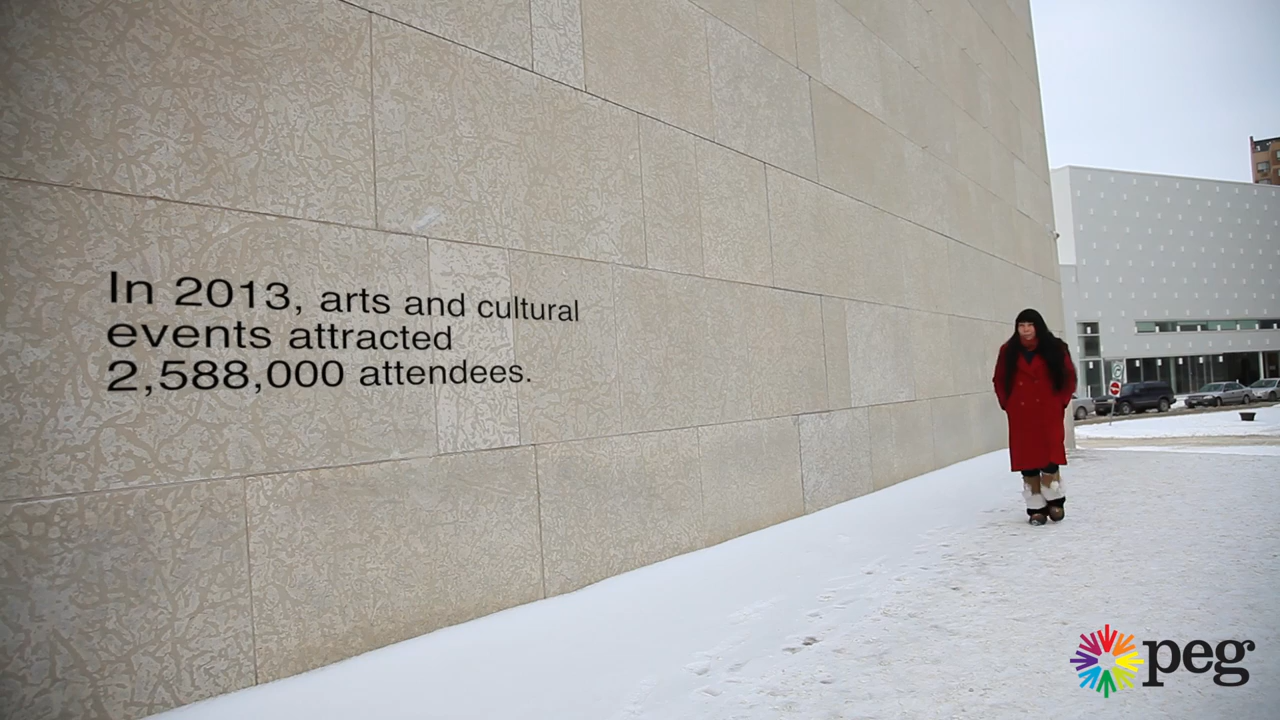 In 2013, arts and cultural
events attracted
2,588,000 attendees.
peg